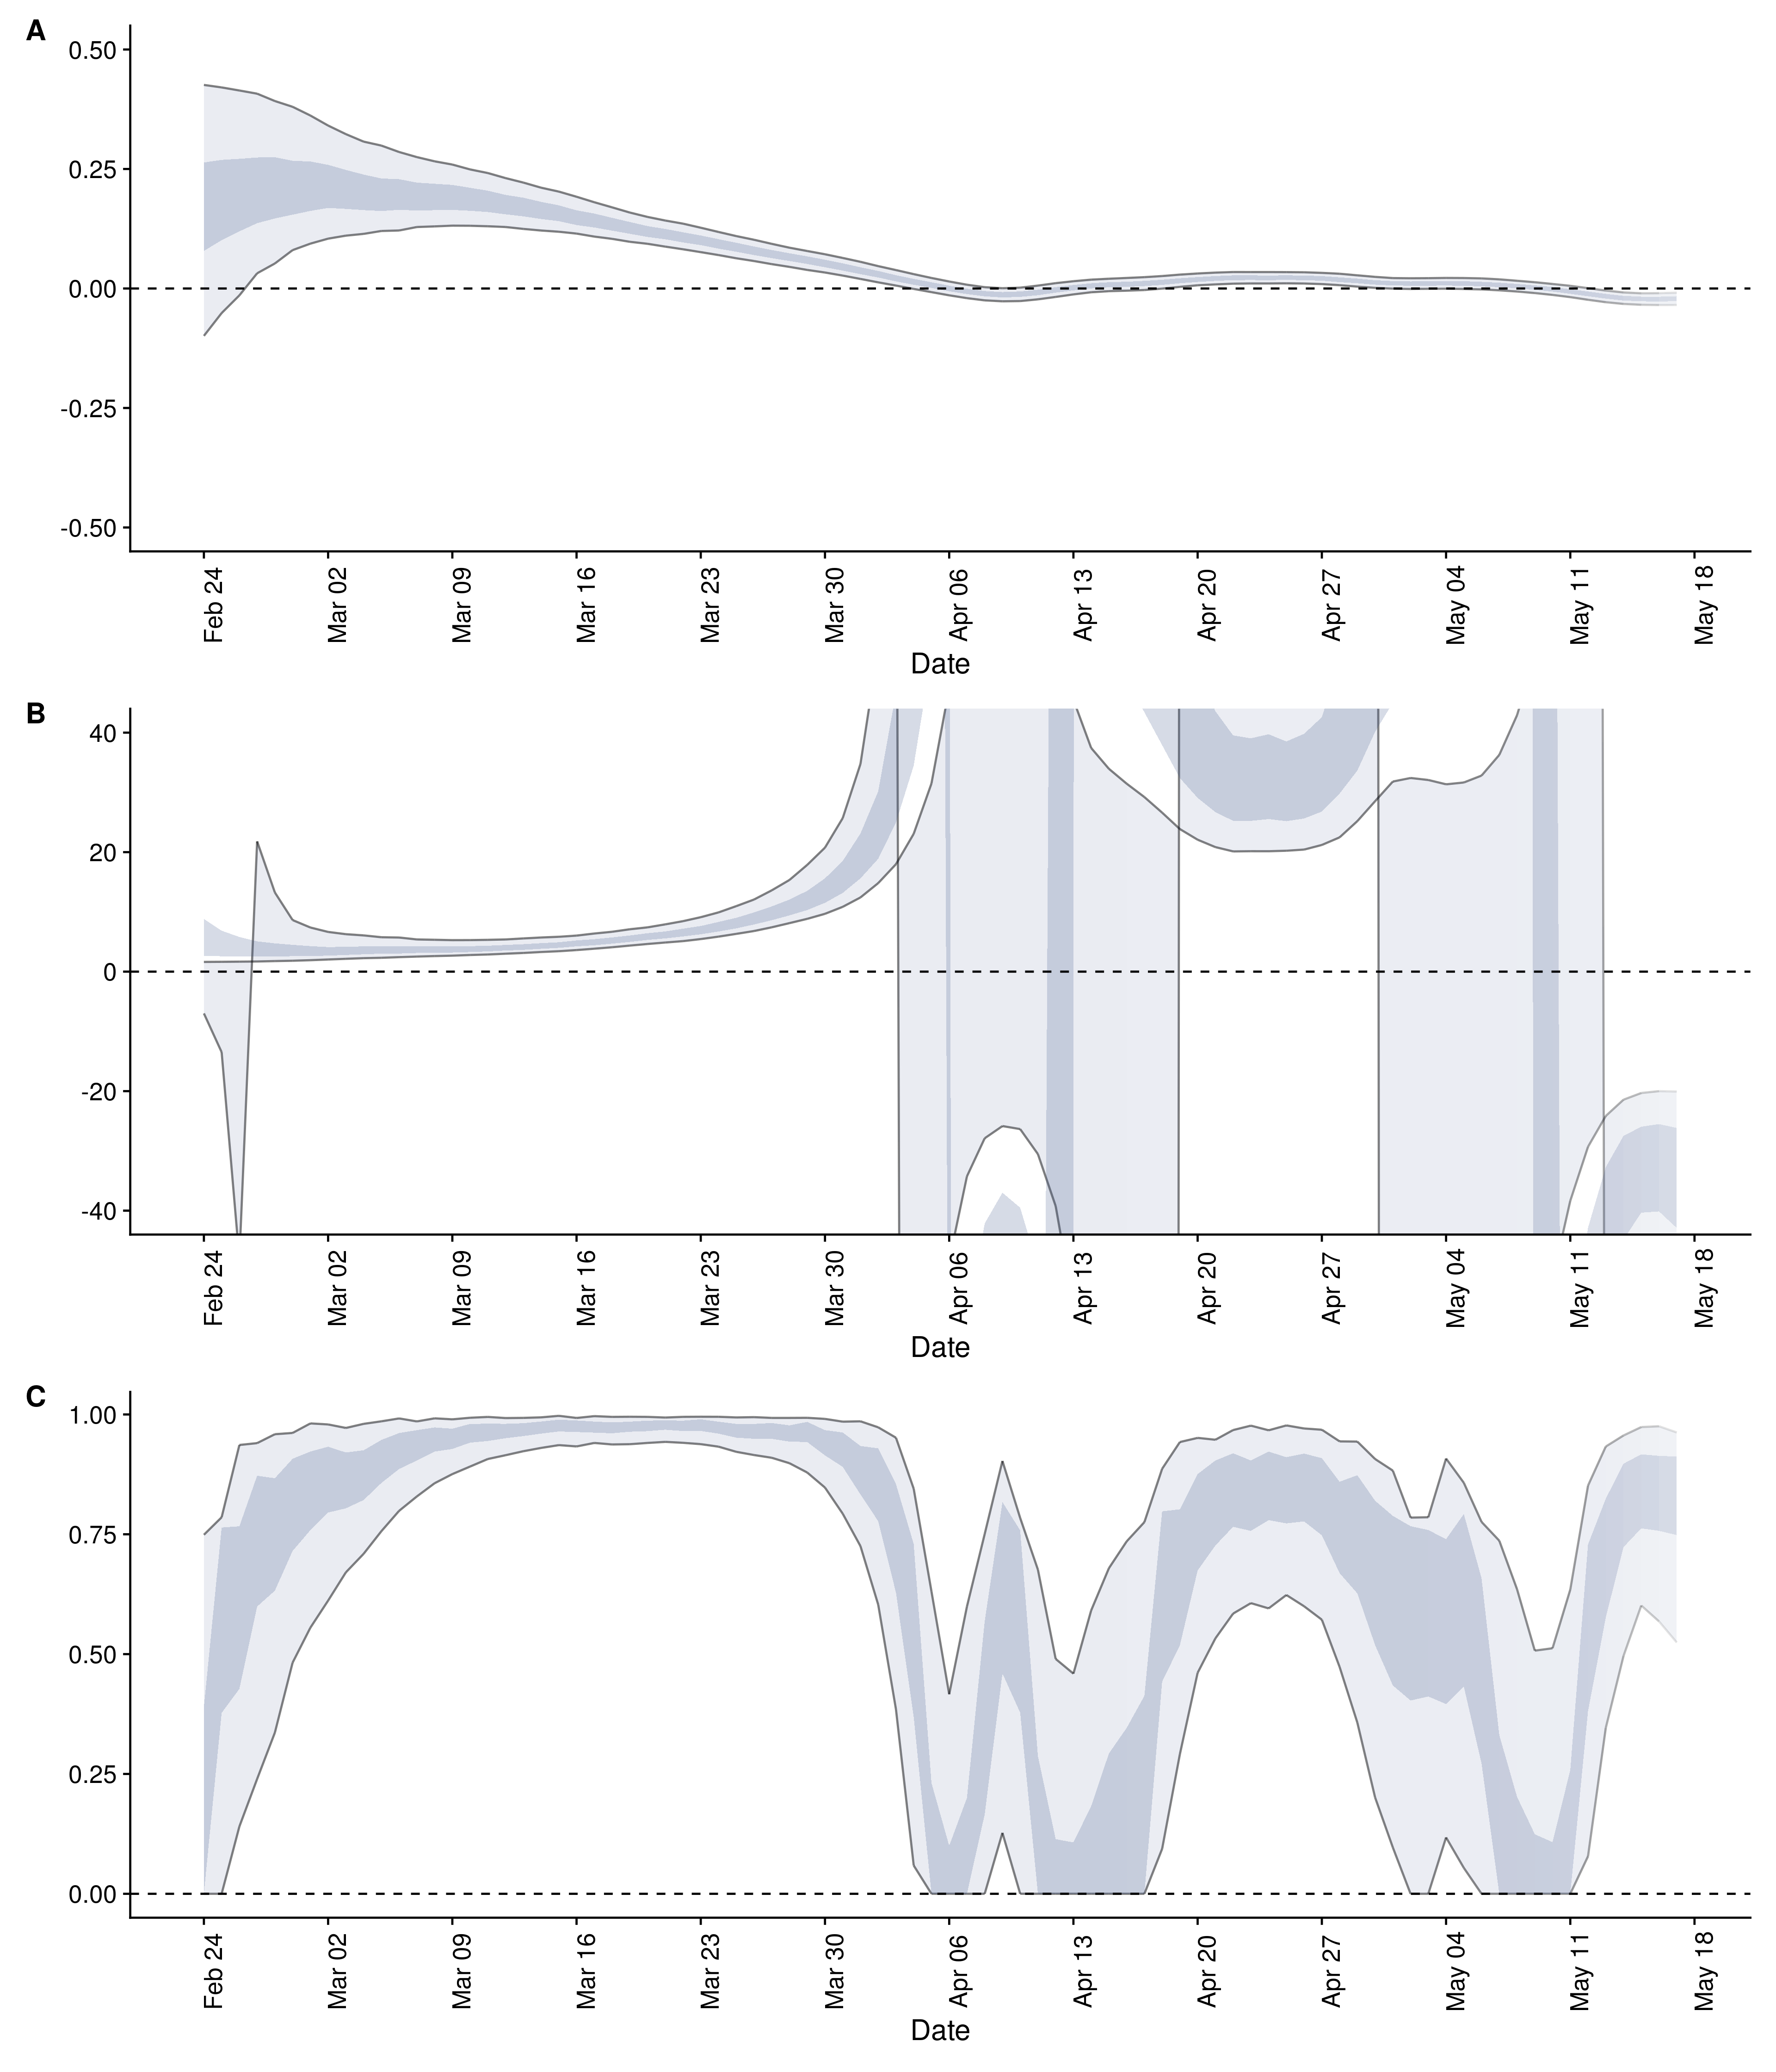 A
0.50
0.25
0.00
-0.25
-0.50
Feb 24
Mar 02
Mar 09
Mar 16
Mar 23
Mar 30
Apr 06
Apr 13
Apr 20
Apr 27
May 04
May 11
May 18
Date
B
40
20
0
-20
-40
Feb 24
Mar 02
Mar 09
Mar 16
Mar 23
Mar 30
Apr 06
Apr 13
Apr 20
Apr 27
May 04
May 11
May 18
Date
C
1.00
0.75
0.50
0.25
0.00
Feb 24
Mar 02
Mar 09
Mar 16
Mar 23
Mar 30
Apr 06
Apr 13
Apr 20
Apr 27
May 04
May 11
May 18
Date